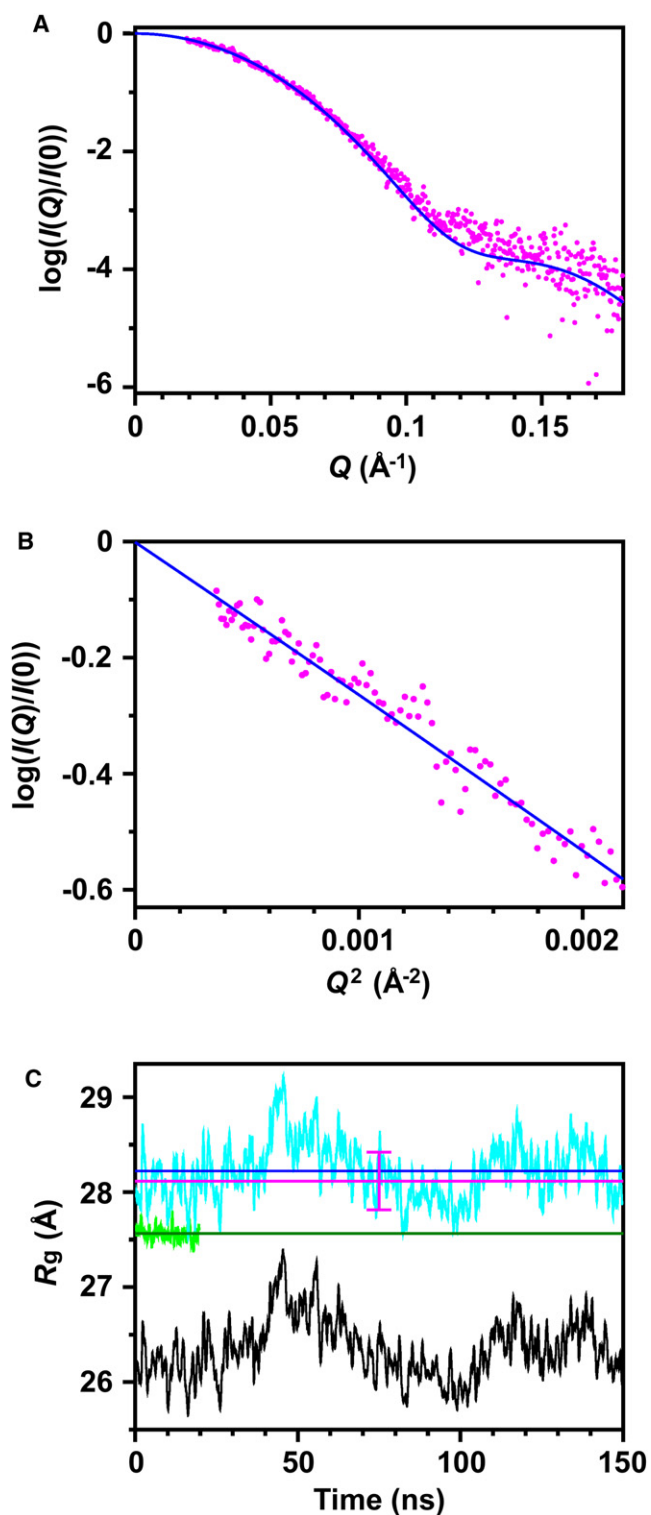 A
0
-2
-4
-6
log(I(Q)/I(0))
0 0.05 0.1 0.15
Q (Å⁻¹)
B
0
-0.2
-0.4
-0.6
log(I(Q)/I(0))
0 0.001 0.002
Q² (Å⁻²)
C
29
28
27
26
Rg (Å)
0 50 100 150
Time (ns)